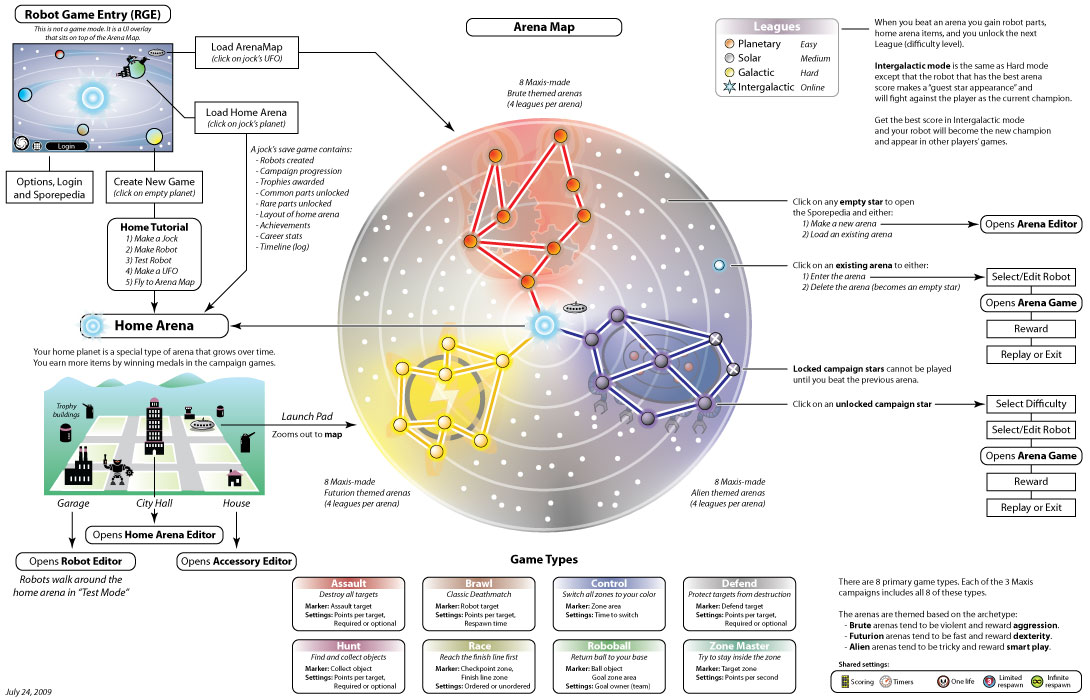 Robot Game Entry (RGE)
This is not a game mode. It is a UI overlay
that sits on top of the Arena Map.
Login
Load ArenaMap
(click on jock's UFO)
Load Home Arena
(click on jock's planet)
Options, Login
and Sporepedia
Create New Game
(click on empty planet)
Home Tutorial
1) Make a Jock
2) Make Robot
3) Test Robot
4) Make a UFO
5) Fly to Arena Map
A jock's save game contains:
- Robots created
- Campaign progression
- Trophies awarded
- Common parts unlocked
- Rare parts unlocked
- Layout of home arena
- Achievements
- Career stats
- Timeline (log)
Home Arena
Your home planet is a special type of arena that grows over time.
You earn more items by winning medals in the campaign games.
Trophy
buildings
Launch Pad
Zooms out to map
Garage
City Hall
House
Opens Home Arena Editor
Opens Robot Editor
Opens Accessory Editor
Robots walk around the
home arena in "Test Mode"
July 24, 2009
Arena Map
8 Maxis-made
Brute themed arenas
(4 leagues per arena)
8 Maxis-made
Futurion themed arenas
(4 leagues per arena)
8 Maxis-made
Alien themed arenas
(4 leagues per arena)
Leagues
Planetary Easy
Solar Medium
Galactic Hard
Intergalactic Online
When you beat an arena you gain robot parts,
home arena items, and you unlock the next
League (difficulty level).
Intergalactic mode is the same as Hard mode
except that the robot that has the best arena
score makes a "guest star appearance" and
will fight against the player as the current champion.
Get the best score in Intergalactic mode
and your robot will become the new champion
and appear in other players' games.
Click on any empty star to open
the Sporepedia and either:
1) Make a new arena
2) Load an existing arena
Opens Arena Editor
Click on an existing arena to either:
1) Enter the arena
2) Delete the arena (becomes an empty star)
Select/Edit Robot
Opens Arena Game
Reward
Replay or Exit
Locked campaign stars cannot be played
until you beat the previous arena.
Click on an unlocked campaign star
Select Difficulty
Select/Edit Robot
Opens Arena Game
Reward
Replay or Exit
Game Types
Assault
Destroy all targets
Marker: Assault target
Settings: Points per target,
Required or optional
Brawl
Classic Deathmatch
Marker: Robot target
Settings: Points per target,
Respawn time
Control
Switch all zones to your color
Marker: Zone area
Settings: Time to switch
Defend
Protect targets from destruction
Marker: Defend target
Settings: Points per target,
Required or optional
Hunt
Find and collect objects
Marker: Collect object
Settings: Points per target,
Required or optional
Race
Reach the finish line first
Marker: Checkpoint zone,
Finish line zone
Settings: Ordered or unordered
Roboball
Return ball to your base
Marker: Ball object
Goal zone area
Settings: Goal owner (team)
Zone Master
Try to stay inside the zone
Marker: Target zone
Settings: Points per second
There are 8 primary game types. Each of the 3 Maxis
campaigns includes all 8 of these types.
The arenas are themed based on the archetype:
- Brute arenas tend to be violent and reward aggression.
- Futurion arenas tend to be fast and reward dexterity.
- Alien arenas tend to be tricky and reward smart play.
Shared settings:
Scoring
Timers
One life
Limited
respawn
Infinite
respawn